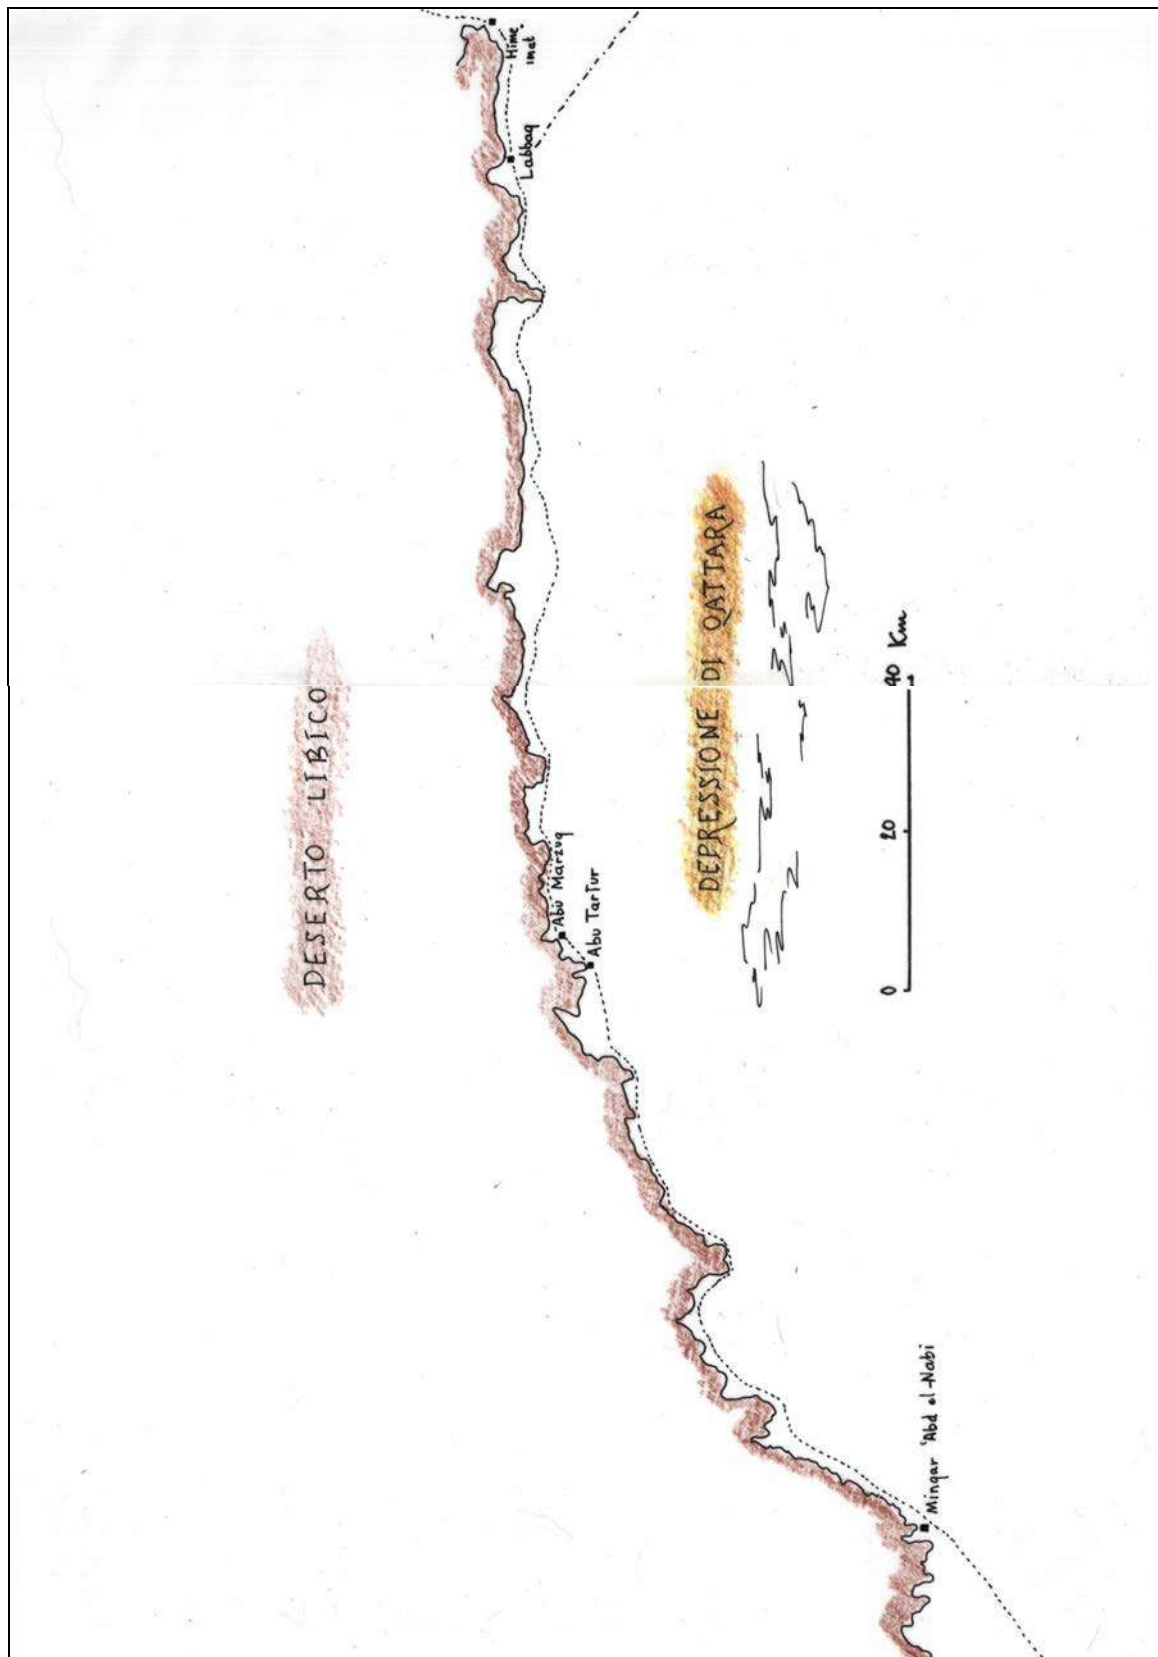 DESERTO LIBICO
Hime'
imat
Labbaq
Abu Marzuq
Abu Tartur
DEPRESSIONE DI QATTARA
0 20 40 Km
Minqar 'Abd el-Nabi